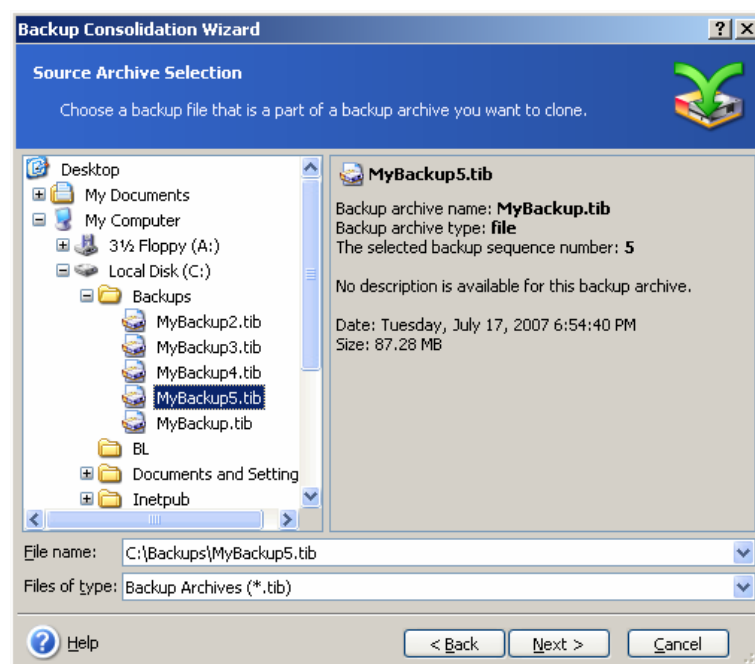 Backup Consolidation Wizard
Source Archive Selection
Choose a backup file that is a part of a backup archive you want to clone.
Desktop
My Documents
My Computer
3½ Floppy (A:)
Local Disk (C:)
Backups
MyBackup2.tib
MyBackup3.tib
MyBackup4.tib
MyBackup5.tib
MyBackup.tib
BL
Documents and Setting
Inetpub
MyBackup5.tib
Backup archive name: MyBackup.tib
Backup archive type: file
The selected backup sequence number: 5
No description is available for this backup archive.
Date: Tuesday, July 17, 2007 6:54:40 PM
Size: 87.28 MB
File name: C:\Backups\MyBackup5.tib
Files of type: Backup Archives (*.tib)
Help
< Back
Next >
Cancel